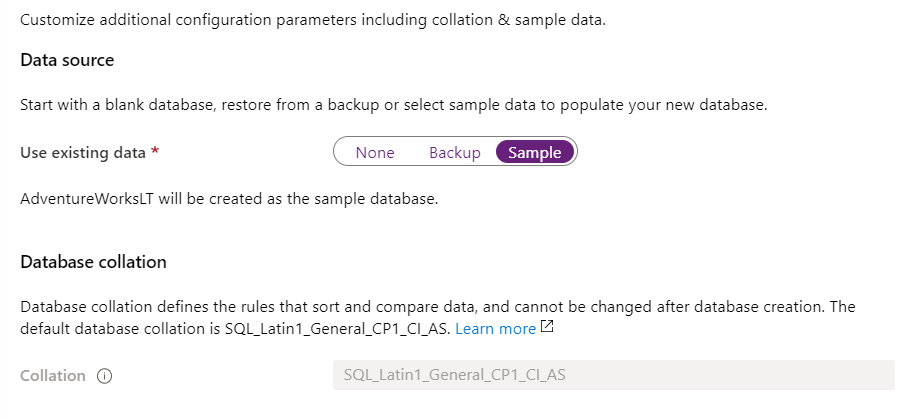 Customize additional configuration parameters including collation & sample data.
Data source
Start with a blank database, restore from a backup or select sample data to populate your new database.
Use existing data *
None Backup Sample
AdventureWorksLT will be created as the sample database.
Database collation
Database collation defines the rules that sort and compare data, and cannot be changed after database creation. The
default database collation is SQL_Latin1_General_CP1_CI_AS. Learn more
Collation
SQL_Latin1_General_CP1_CI_AS